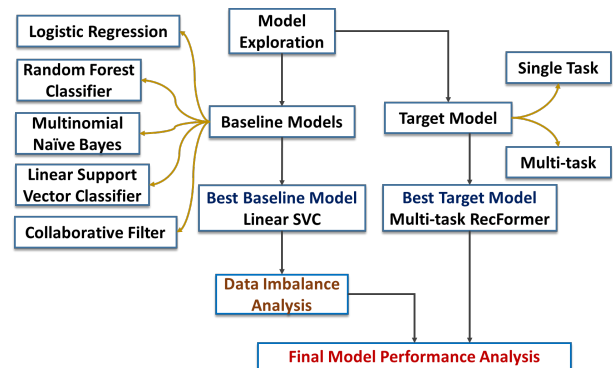 Logistic Regression
Random Forest
Classifier
Multinomial
Naïve Bayes
Linear Support
Vector Classifier
Collaborative Filter
Model
Exploration
Baseline Models
Target Model
Single Task
Multi-task
Best Baseline Model
Linear SVC
Best Target Model
Multi-task RecFormer
Data Imbalance
Analysis
Final Model Performance Analysis